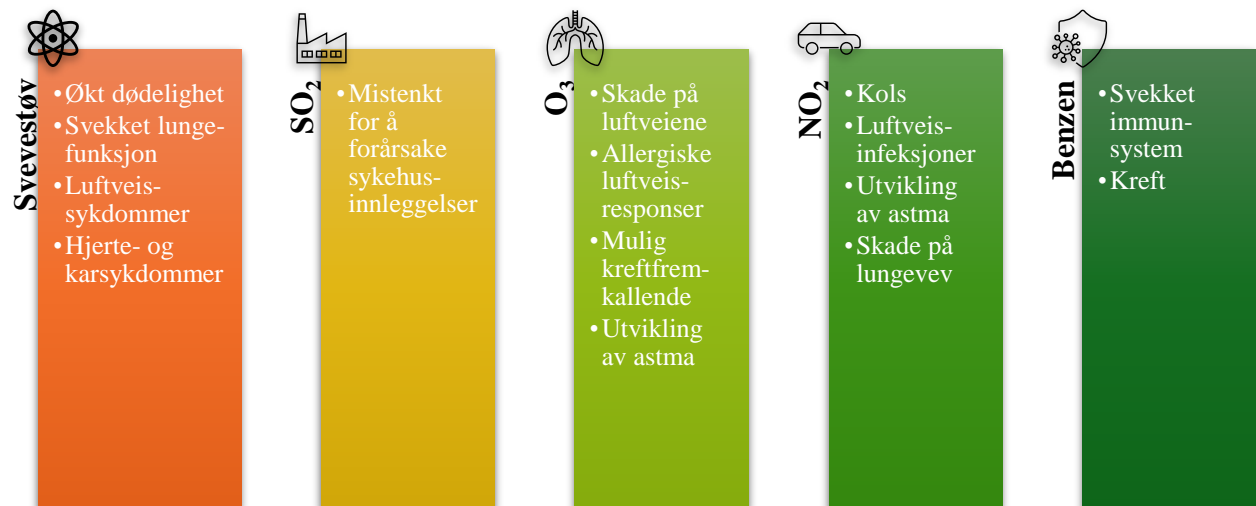 Svevestøv
•Økt dødelighet
•Svekket lunge-
funksjon
•Luftveis-
sykdommer
•Hjerte- og
karsykdommer
SO₂
•Mistenkt
for å
forårsake
sykehus-
innleggelser
O₃
•Skade på
luftveiene
•Allergiske
luftveis-
responser
•Mulig
kreftfrem-
kallende
•Utvikling
av astma
NO₂
•Kols
•Luftveis-
infeksjoner
•Utvikling
av astma
•Skade på
lungevev
Benzen
•Svekket
immun-
system
•Kreft